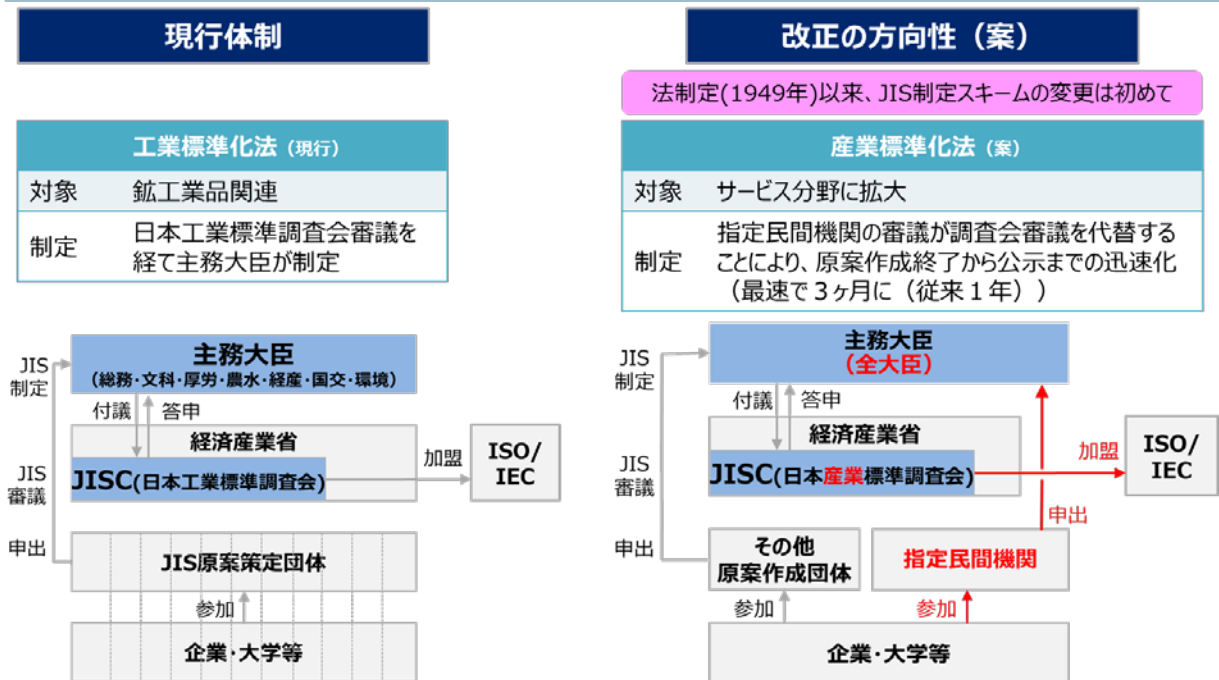 現行体制
工業標準化法（現行）
対象 鉱工業品関連
制定 日本工業標準調査会審議を
経て主務大臣が制定
JIS
制定
主務大臣
（総務・文科・厚労・農水・経産・国交・環境）
付議 答申
経済産業省
JISC(日本工業標準調査会)
加盟
ISO/
IEC
JIS
審議
申出
JIS原案策定団体
参加
企業・大学等
改正の方向性（案）
法制定(1949年)以来、JIS制定スキームの変更は初めて
産業標準化法（案）
対象 サービス分野に拡大
制定 指定民間機関の審議が調査会審議を代替する
ことにより、原案作成終了から公示までの迅速化
（最速で３ヶ月に（従来１年））
JIS
制定
主務大臣
（全大臣）
付議 答申
経済産業省
JISC(日本産業標準調査会)
加盟
ISO/
IEC
JIS
審議
申出
申出
その他
原案作成団体
指定民間機関
参加 参加
企業・大学等